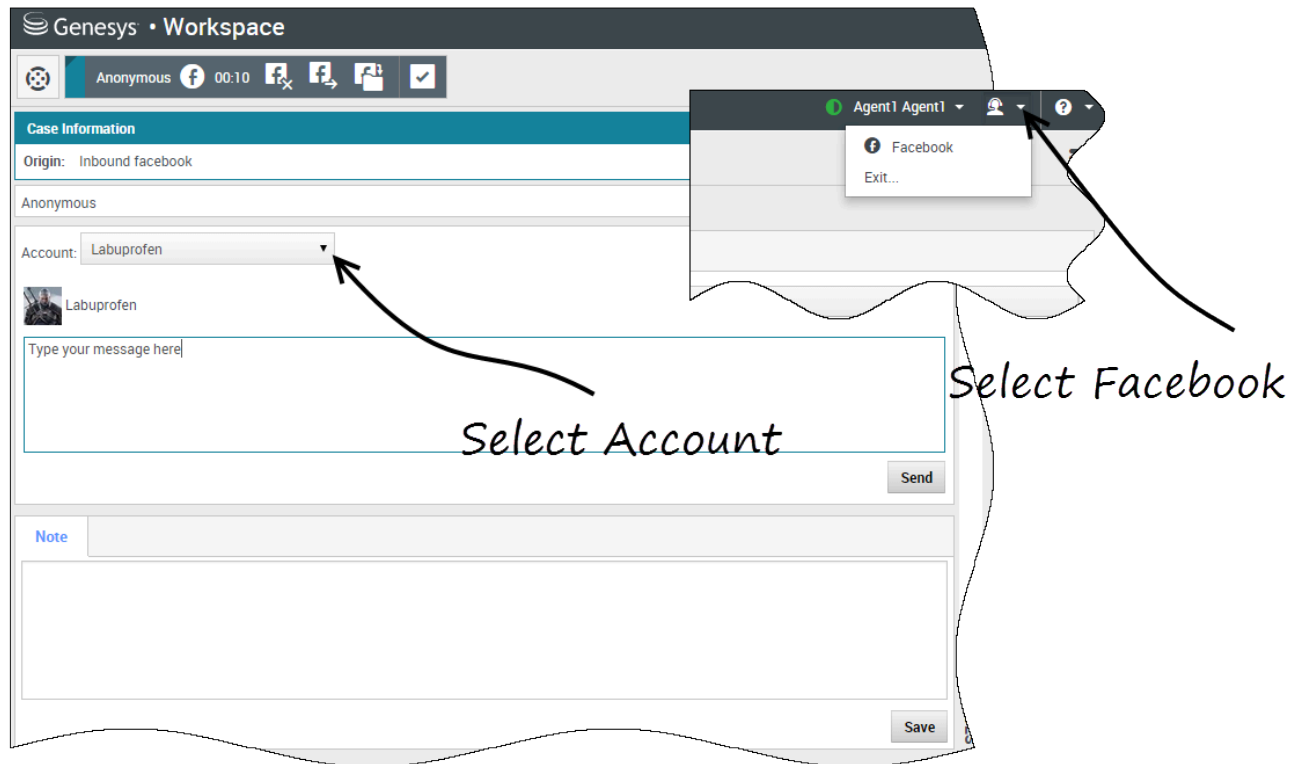 Genesys • Workspace
Anonymous 00:10
Agent1 Agent1
Facebook
Exit...
Case Information
Origin: Inbound facebook
Anonymous
Account: Labuprofen
Labuprofen
Type your message here
Select Facebook
Select Account
Send
Note
Save